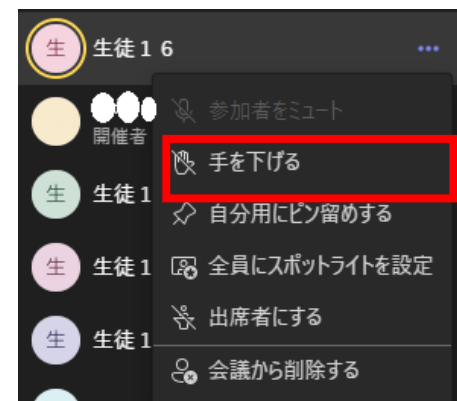 生 生徒１６ •••
参加者をミュート
開催者
手を下げる
生 生徒１
自分用にピン留めする
生 生徒１
全員にスポットライトを設定
出席者にする
生 生徒１
会議から削除する